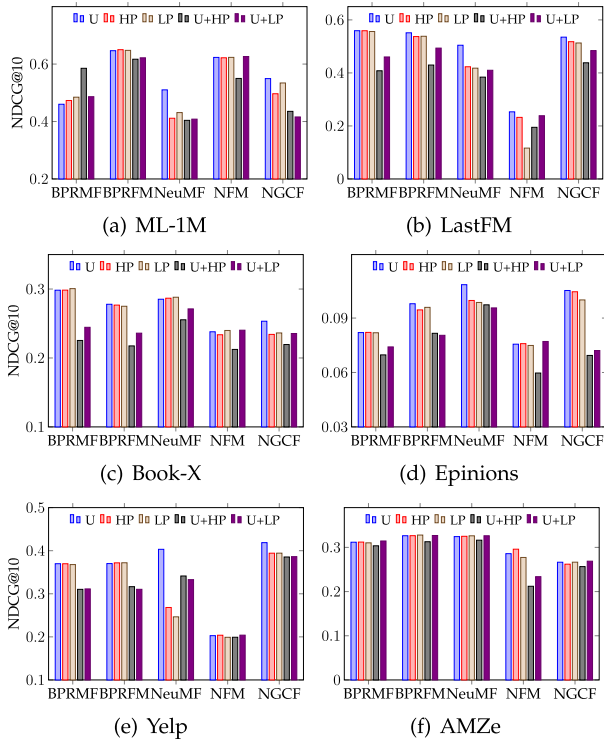 U HP LP U+HP U+LP
NDCG@10
0.6
0.4
0.2
BPRMF BPRFM NeuMF NFM NGCF
(a) ML-1M
U HP LP U+HP U+LP
0.6
0.4
0.2
0
BPRMF BPRFM NeuMF NFM NGCF
(b) LastFM
U HP LP U+HP U+LP
NDCG@10
0.3
0.2
0.1
BPRMF BPRFM NeuMF NFM NGCF
(c) Book-X
U HP LP U+HP U+LP
0.09
0.06
0.03
BPRMF BPRFM NeuMF NFM NGCF
(d) Epinions
U HP LP U+HP U+LP
NDCG@10
0.5
0.4
0.3
0.2
0.1
BPRMF BPRFM NeuMF NFM NGCF
(e) Yelp
U HP LP U+HP U+LP
0.3
0.2
0.1
0
BPRMF BPRFM NeuMF NFM NGCF
(f) AMZe